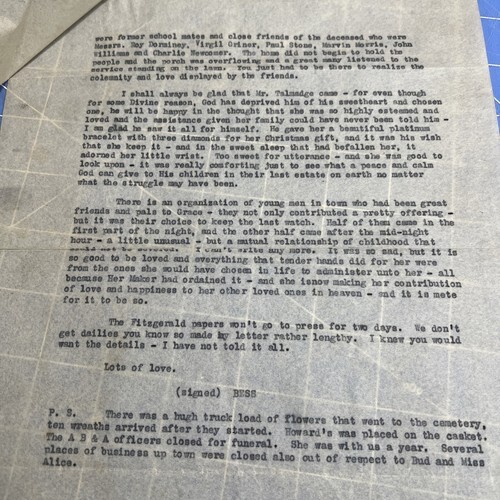 were former school mates and close friends of the deceased who were
Messrs. Roy Dorminey, Virgil Griner, Paul Stone, Marvin Morris, John
Williams and Charlie Newcomer. The home did not begin to hold the
people and the porch was overflowing and a great many listened to the
service standing on the lawn. You just had to be there to realize the
solemnity and love displayed by the friends.
I shall always be glad that Mr. Talmadge came - for even though
for some Divine reason, God has deprived him of his sweetheart and chosen
one, he will be happy in the thought that she was so highly esteemed and
loved and the assistance given her family could have never been told him -
I am glad he saw it all for himself. He gave her a beautiful platinum
bracelet with three diamonds for her Christmas gift, and it was his wish
that she keep it - and in the sweet sleep that had befallen her, it
adorned her little wrist. Too sweet for utterance - and she was good to
look upon - it was really comforting just to see what a peace and calm
God can give to His children in their last estate on earth no matter
what the struggle may have been.
There is an organization of young men in town who had been great
friends and pals to Grace - they not only contributed a pretty offering -
but it was their choice to keep the last watch. Half of them came in the
first part of the night, and the other half came after the mid-night
hour - a little unusual - but a mutual relationship of childhood that
could not be I can't write any more. It was so sad, but it is
so good to be loved and everything that tender hands did for her were
from the ones she would have chosen in life to administer unto her - all
because Her Maker had ordained it - and she isnow making her contribution
of love and happiness to her other loved ones in heaven - and it is mete
for it to be so.
The Fitzgerald papers won't go to press for two days. We don't
get dailies you know so made my letter rather lengthy. I knew you would
want the details - I have not told it all.
Lots of love.
(signed) BESS
P. S. There was a hugh truck load of flowers that went to the cemetery,
ten wreaths arrived after they started. Howard's was placed on the casket.
The A B & A officers closed for funeral. She was with us a year. Several
places of business up town were closed also out of respect to Bud and Miss
Alice.